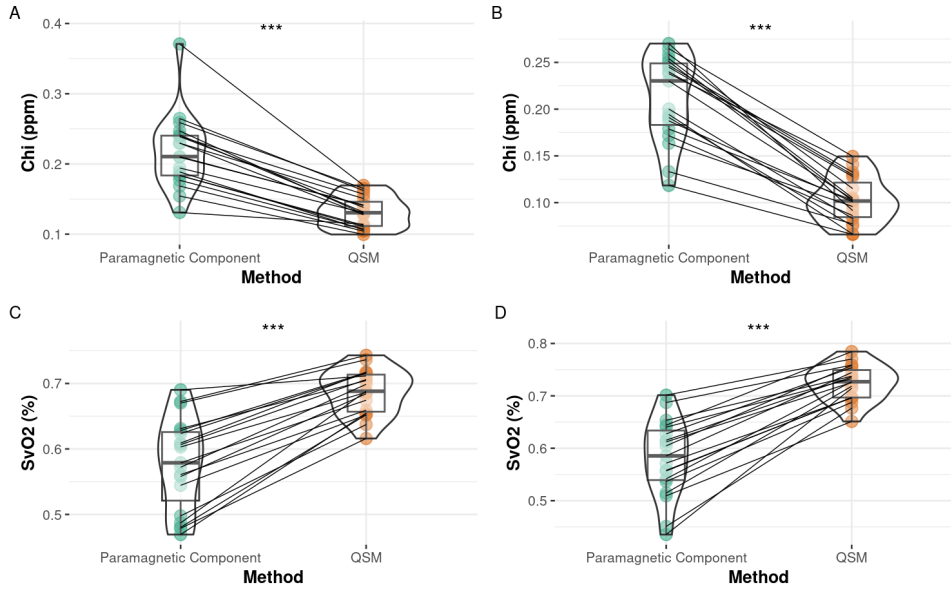 A
***
Chi (ppm)
0.4
0.3
0.2
0.1
Paramagnetic Component
QSM
Method
B
***
Chi (ppm)
0.25
0.20
0.15
0.10
Paramagnetic Component
QSM
Method
C
***
SvO2 (%)
0.7
0.6
0.5
Paramagnetic Component
QSM
Method
D
***
SvO2 (%)
0.8
0.7
0.6
0.5
Paramagnetic Component
QSM
Method